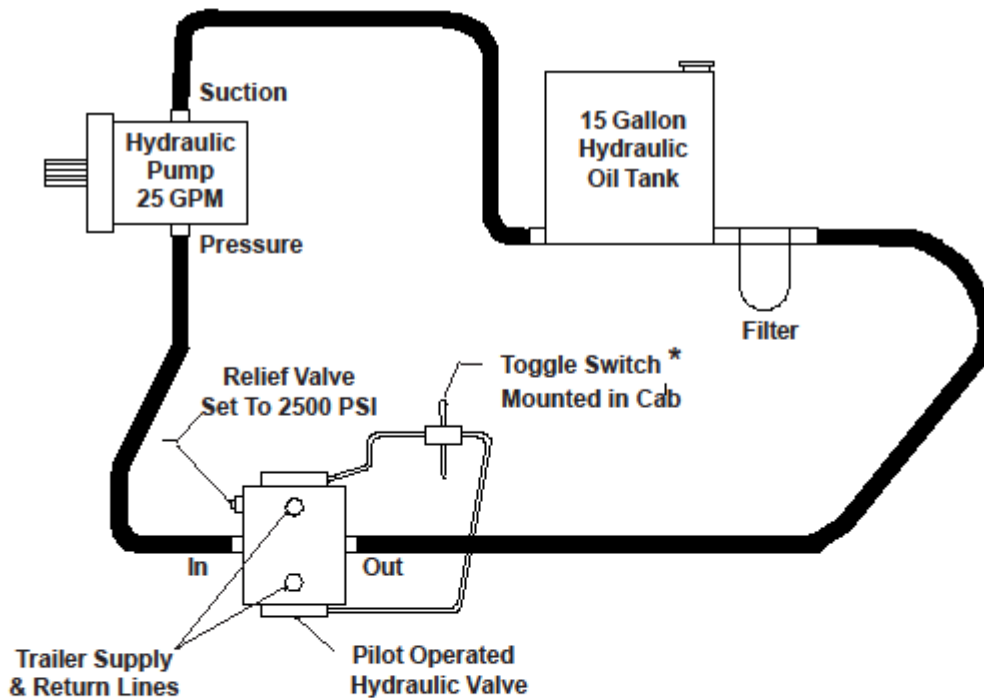 Suction
Hydraulic
Pump
25 GPM
Pressure
15 Gallon
Hydraulic
Oil Tank
Filter
Toggle Switch *
Mounted in Cab
Relief Valve
Set To 2500 PSI
In
Out
Trailer Supply
& Return Lines
Pilot Operated
Hydraulic Valve